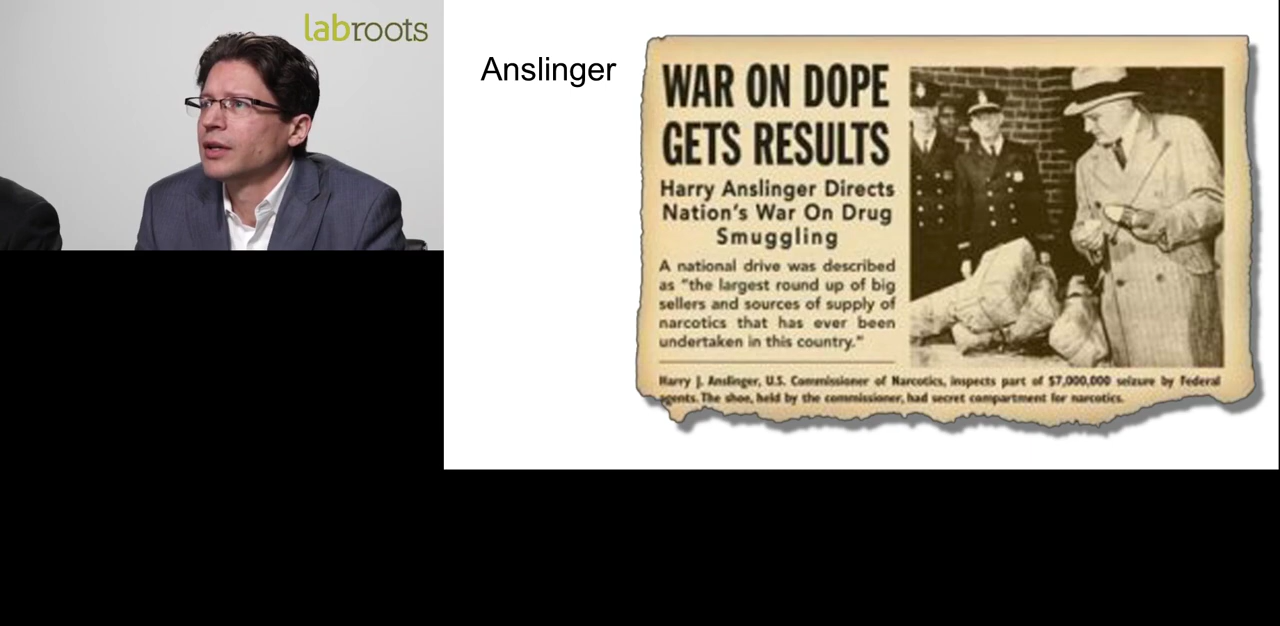 labroots
Anslinger
WAR ON DOPE
GETS RESULTS
Harry Anslinger Directs
Nation's War On Drug
Smuggling
A national drive was described
as "the largest round up of big
sellers and sources of supply of
narcotics that has ever been
undertaken in this country."
Harry J. Anslinger, U.S. Commissioner of Narcotics, inspects part of $7,000,000 seizure by Federal
agents. The shoe, held by the commissioner, had secret compartment for narcotics.